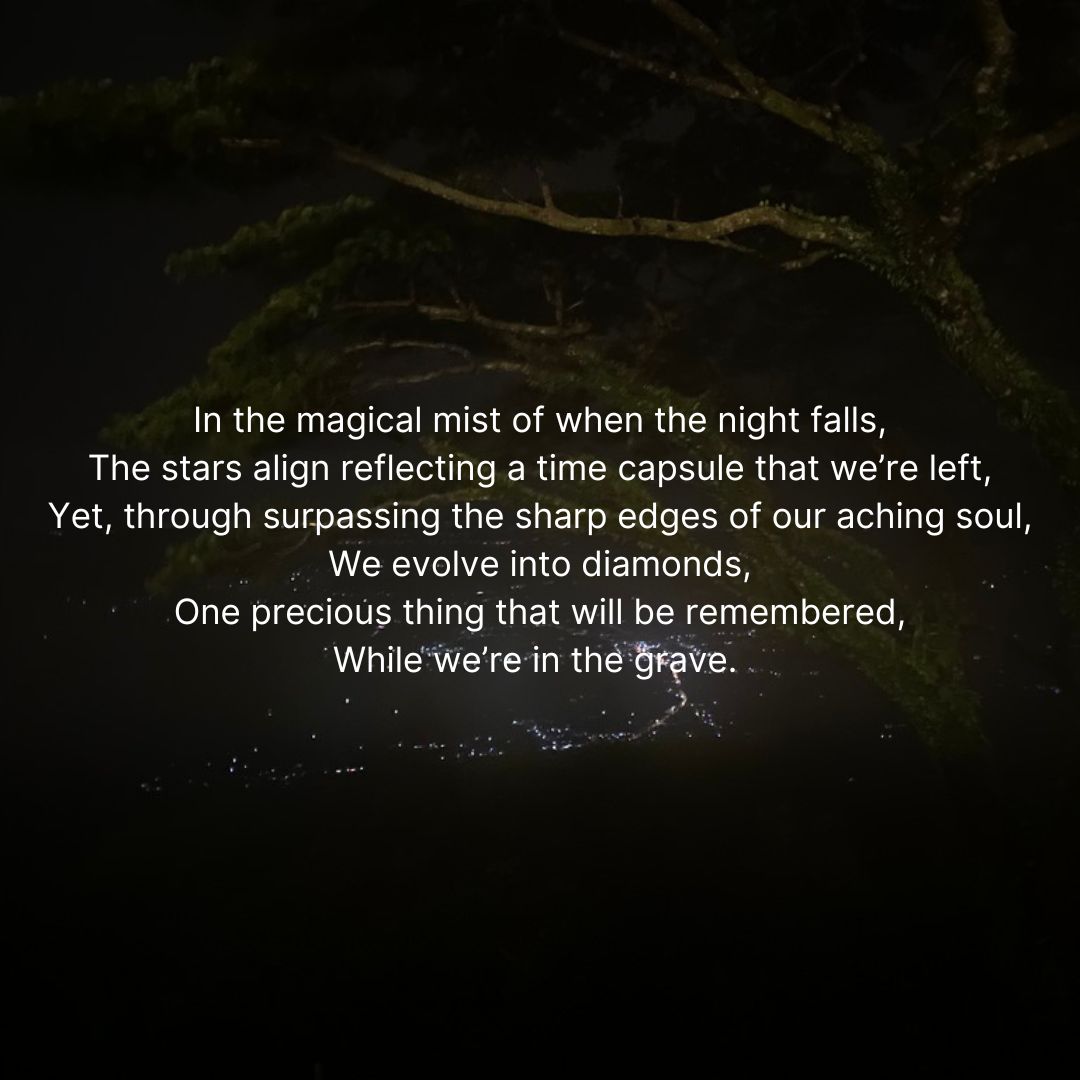 In the magical mist of when the night falls,
The stars align reflecting a time capsule that we’re left,
Yet, through surpassing the sharp edges of our aching soul,
We evolve into diamonds,
One precious thing that will be remembered,
While we’re in the grave.